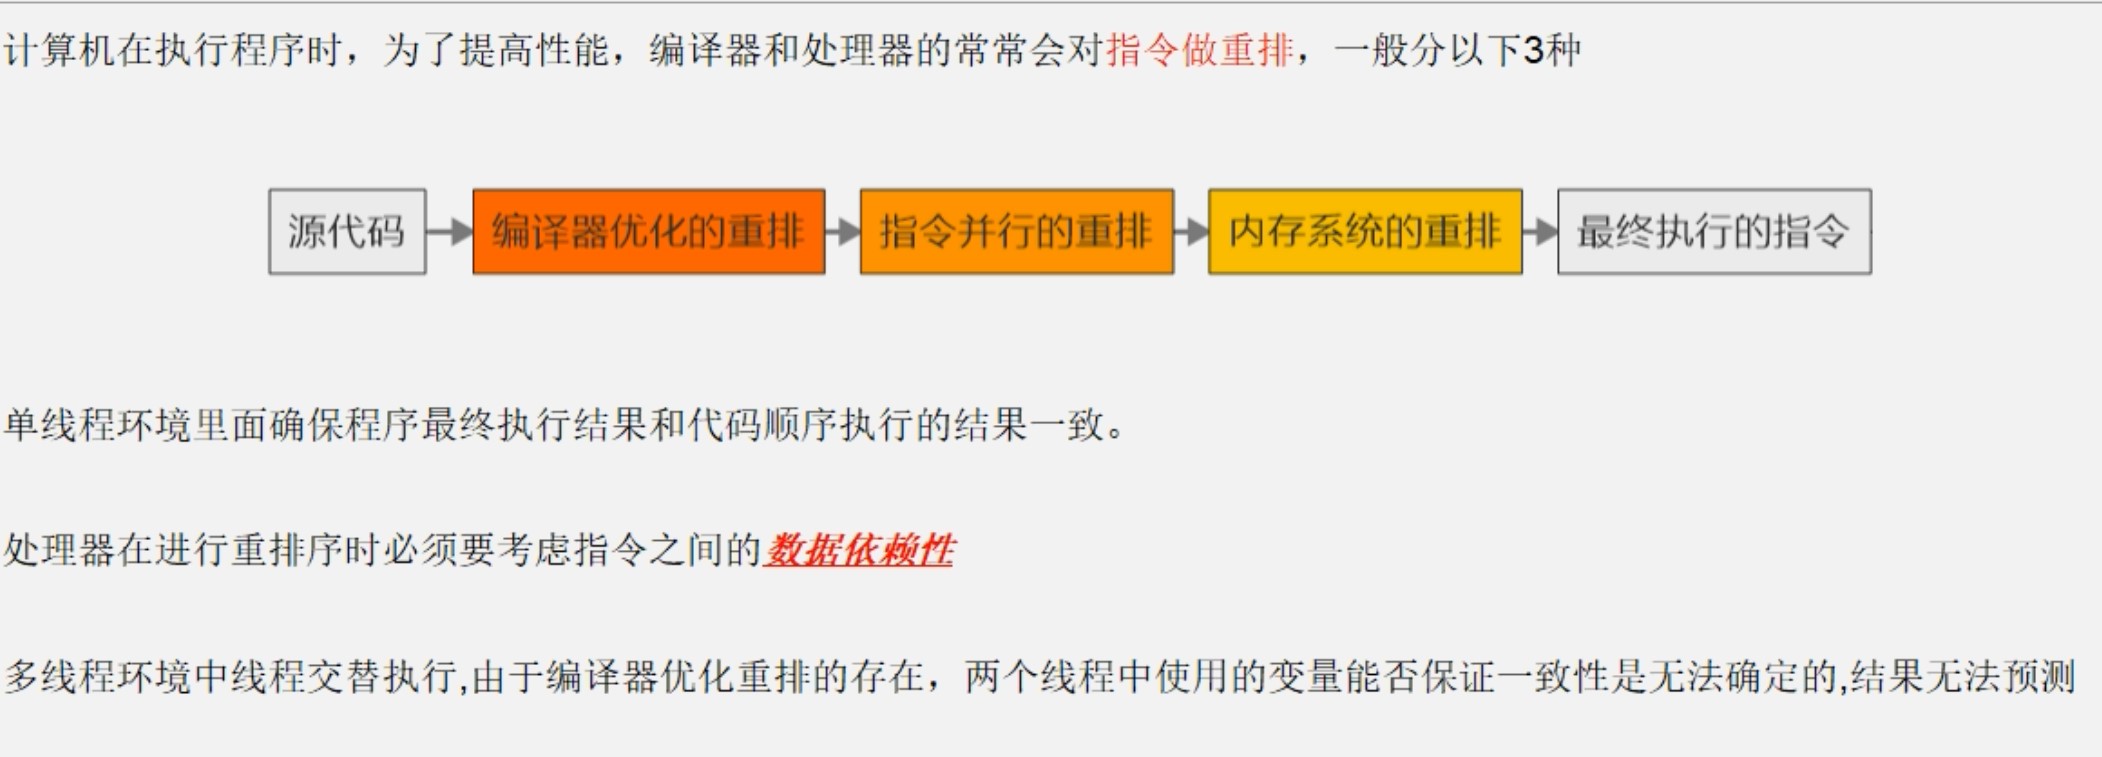 计算机在执行程序时，为了提高性能，编译器和处理器的常常会对指令做重排，一般分以下3种
源代码
编译器优化的重排
指令并行的重排
内存系统的重排
最终执行的指令
单线程环境里面确保程序最终执行结果和代码顺序执行的结果一致。
处理器在进行重排序时必须要考虑指令之间的数据依赖性
多线程环境中线程交替执行,由于编译器优化重排的存在，两个线程中使用的变量能否保证一致性是无法确定的,结果无法预测